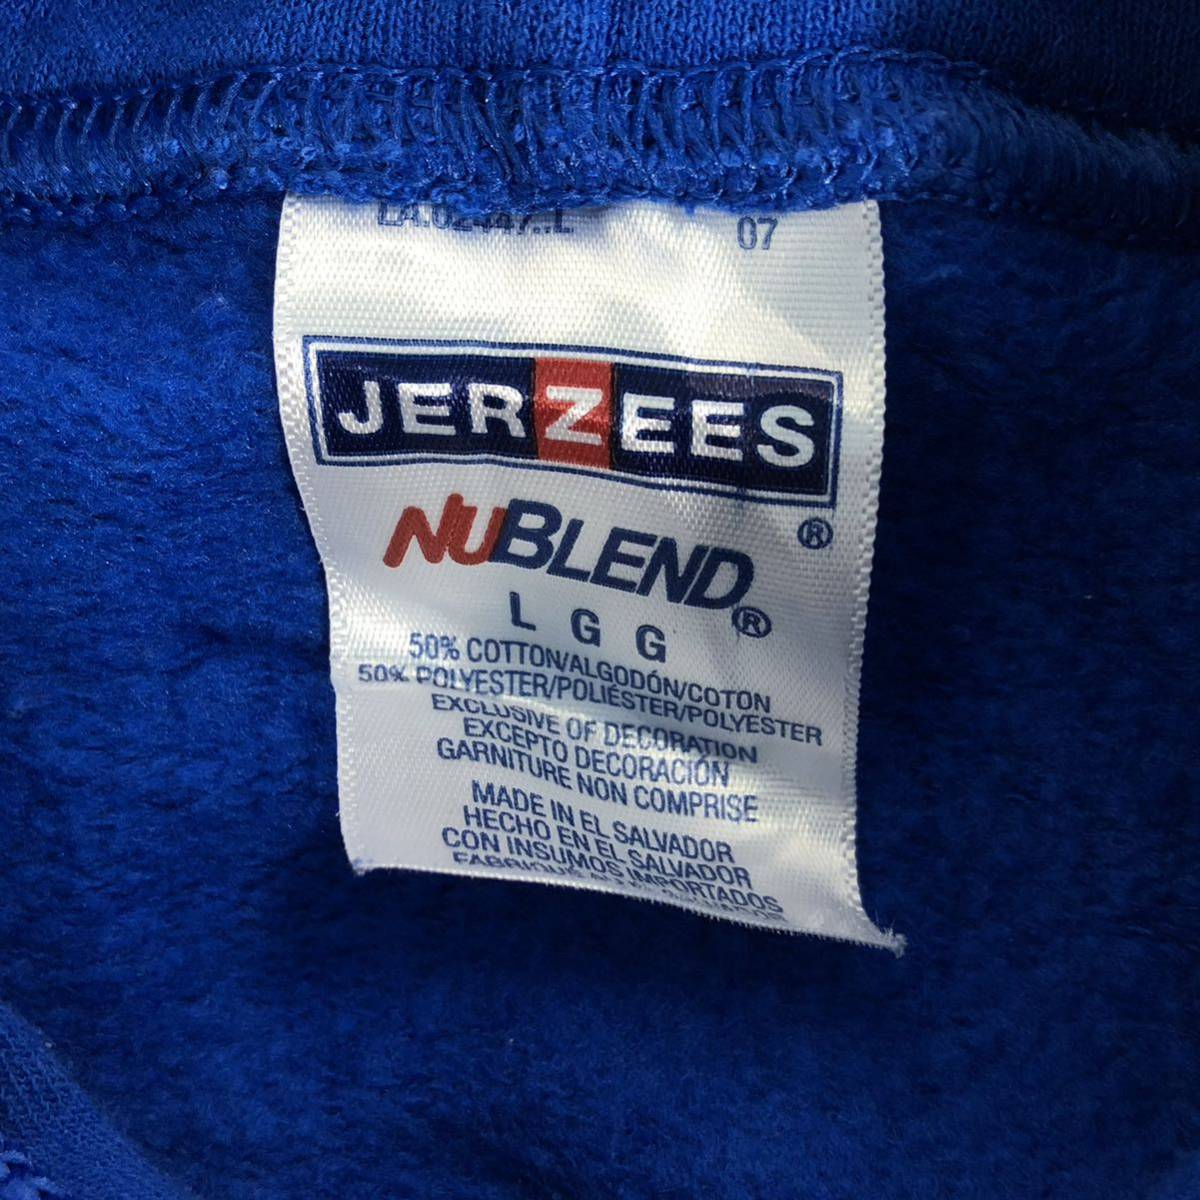 07
JERZEES
®
NUBLEND®
L G G
50% COTTON/ALGODÓN/COTON
50% POLYESTER/POLIÉSTER/POLYESTER
EXCLUSIVE OF DECORATION
EXCEPTO DECORACIÓN
GARNITURE NON COMPRISE
MADE IN EL SALVADOR
HECHO EN EL SALVADOR
CON INSUMOS IMPORTADOS